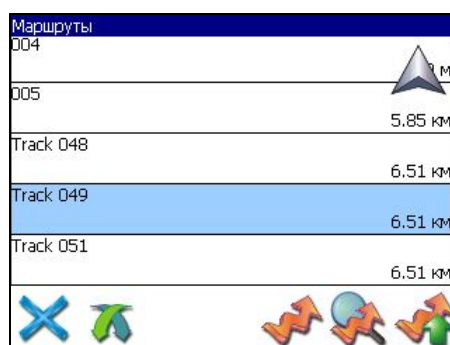 Маршруты
004
м
005
5.85 км
Track 048
6.51 км
Track 049
6.51 км
Track 051
6.51 км